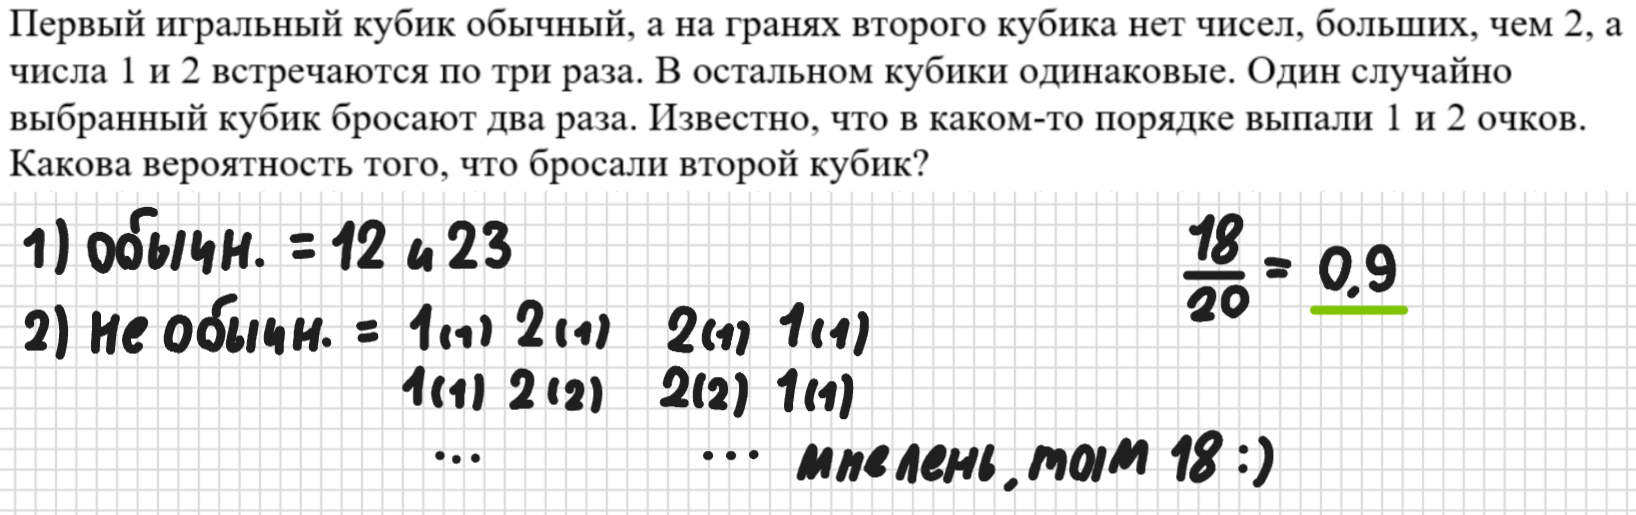 Первый игральный кубик обычный, а на гранях второго кубика нет чисел, больших, чем 2, а
числа 1 и 2 встречаются по три раза. В остальном кубики одинаковые. Один случайно
выбранный кубик бросают два раза. Известно, что в каком-то порядке выпали 1 и 2 очков.
Какова вероятность того, что бросали второй кубик?
1) обычн. = 12 и 23
2) не обычн. = 1(1) 2(1) 2(1) 1(1)
1(1) 2(2) 2(2) 1(1)
... ... мне лень, там 18 :)
18/20 = 0,9